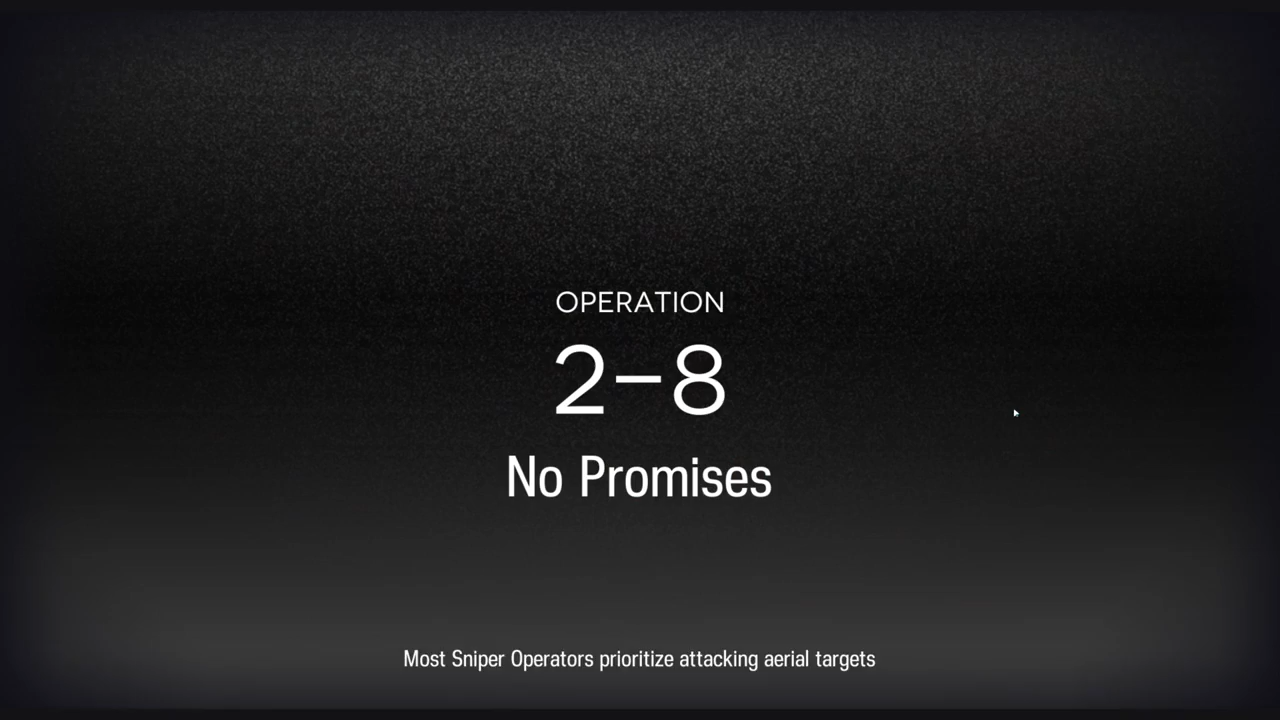 OPERATION
2–8
No Promises
Most Sniper Operators prioritize attacking aerial targets